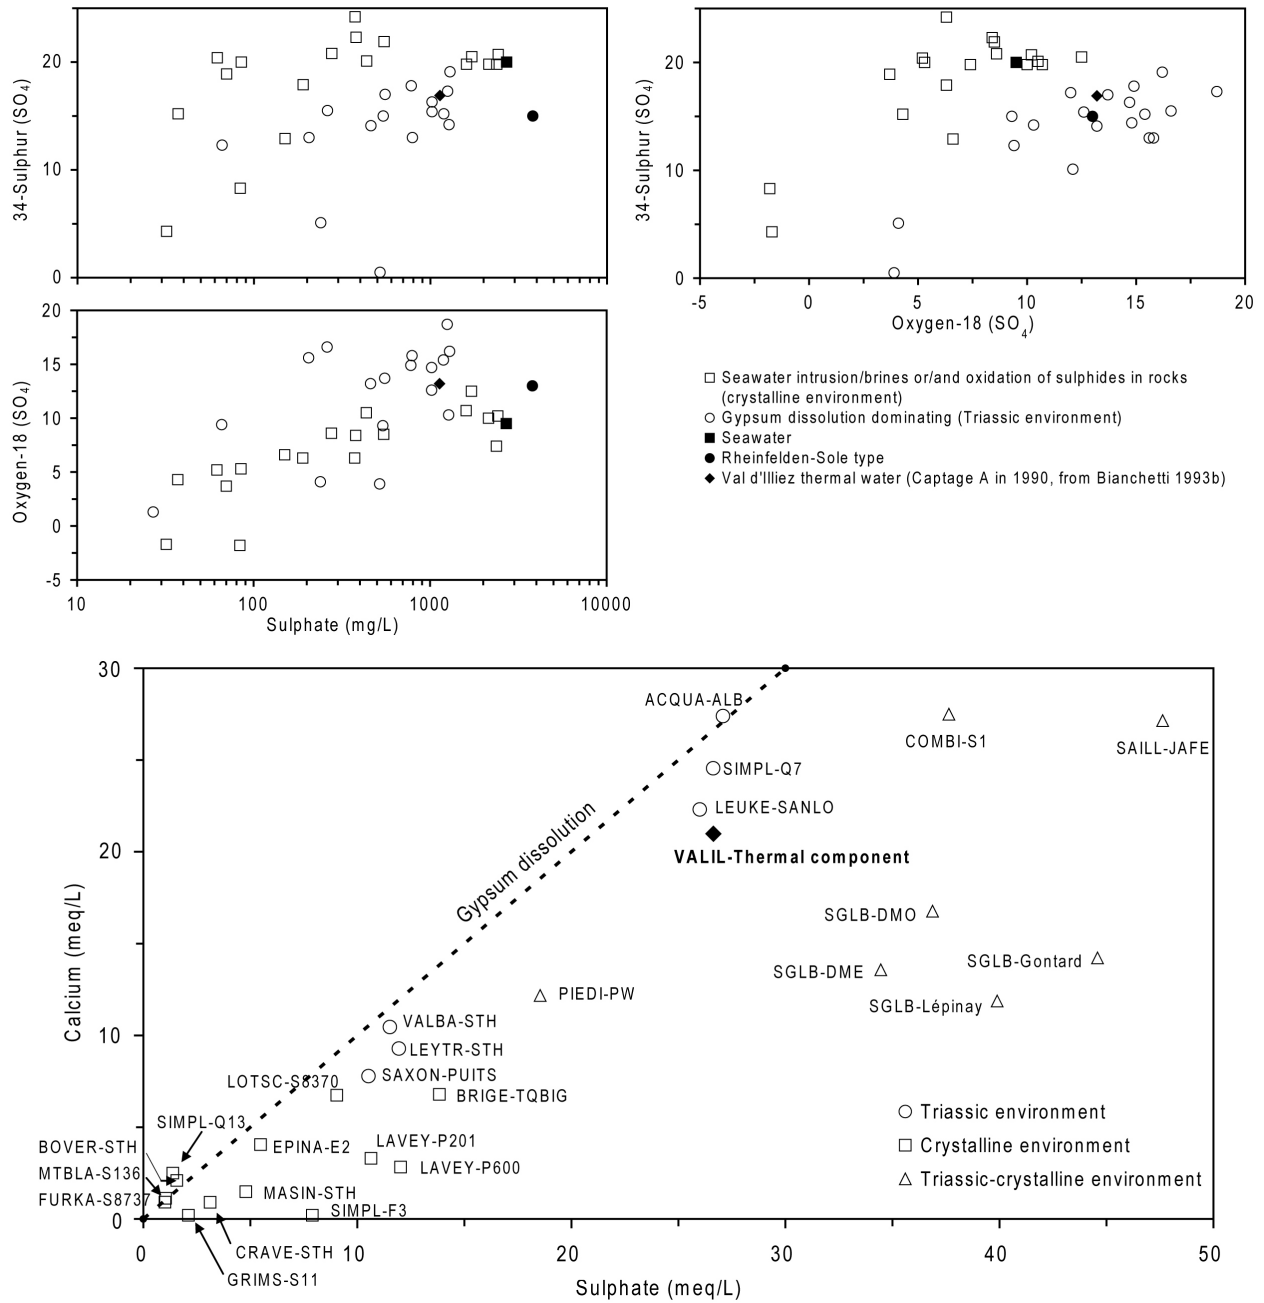 34-Sulphur (SO4)
20
10
0
34-Sulphur (SO4)
20
10
0
-5
0
5
10
15
20
Oxygen-18 (SO4)
Oxygen-18 (SO4)
20
15
10
5
0
-5
10
100
1000
10000
Sulphate (mg/L)
Seawater intrusion/brines or/and oxidation of sulphides in rocks
(crystalline environment)
Gypsum dissolution dominating (Triassic environment)
Seawater
Rheinfelden-Sole type
Val d'Illiez thermal water (Captage A in 1990, from Bianchetti 1993b)
Calcium (meq/L)
30
20
10
0
ACQUA-ALB
COMBI-S1
SAILL-JAFE
SIMPL-Q7
LEUKE-SANLO
VALIL-Thermal component
Gypsum dissolution
SGLB-DMO
SGLB-Gontard
SGLB-DME
SGLB-Lépinay
PIEDI-PW
VALBA-STH
LEYTR-STH
SAXON-PUITS
LOTSC-S8370
BRIGE-TQBIG
SIMPL-Q13
BOVER-STH
EPINA-E2
LAVEY-P201
LAVEY-P600
MTBLA-S136
FURKA-S8737
MASIN-STH
SIMPL-F3
CRAVE-STH
GRIMS-S11
Triassic environment
Crystalline environment
Triassic-crystalline environment
0
10
20
30
40
50
Sulphate (meq/L)